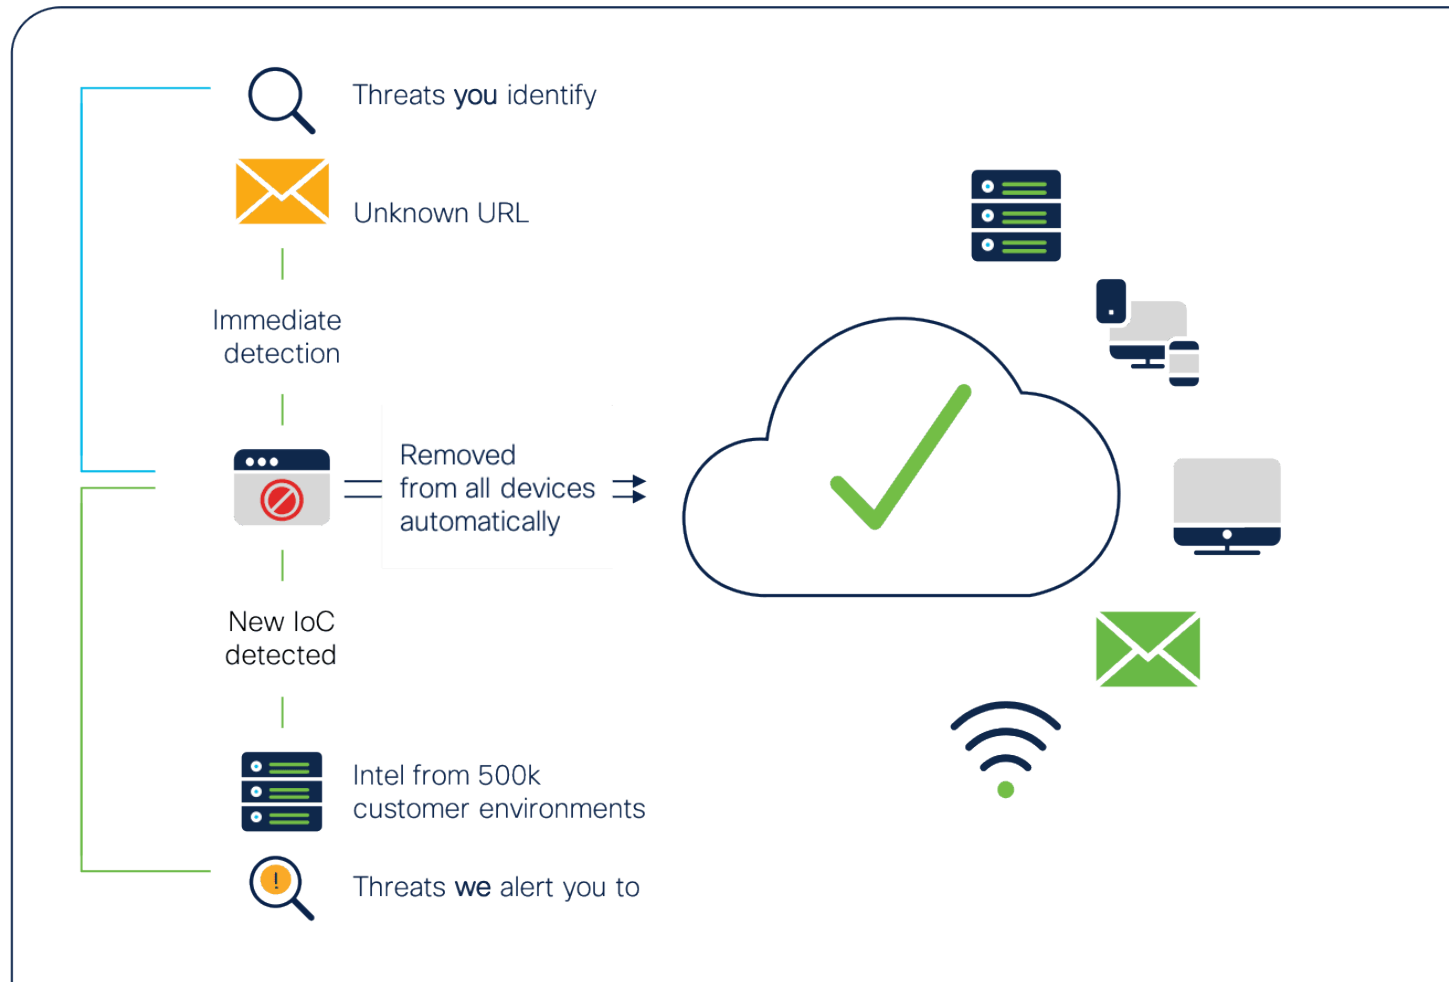 Threats you identify
Unknown URL
Immediate
detection
Removed
from all devices
automatically
New IoC
detected
Intel from 500k
customer environments
Threats we alert you to